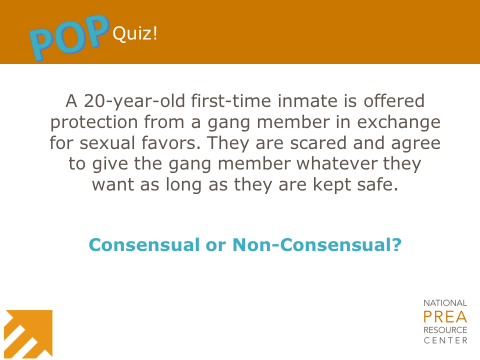 POP Quiz!
A 20-year-old first-time inmate is offered
protection from a gang member in exchange
for sexual favors. They are scared and agree
to give the gang member whatever they
want as long as they are kept safe.
Consensual or Non-Consensual?
NATIONAL
PREA
RESOURCE
CENTER